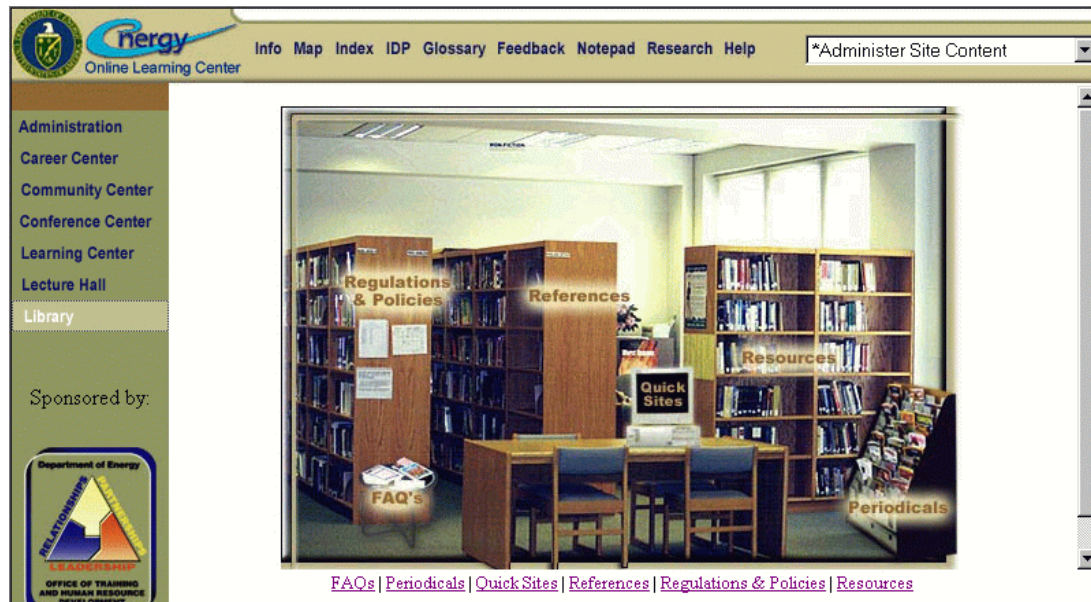 Energy
Online Learning Center
Info Map Index IDP Glossary Feedback Notepad Research Help
*Administer Site Content
Administration
Career Center
Community Center
Conference Center
Learning Center
Lecture Hall
Library
Sponsored by:
Department of Energy
RELATIONSHIPS
PARTNERSHIPS
LEADERSHIP
OFFICE OF TRAINING
AND HUMAN RESOURCE
DEVELOPMENT
NON-FICTION
Regulations
& Policies
References
Resources
Quick
Sites
FAQ's
Periodicals
FAQs | Periodicals | Quick Sites | References | Regulations & Policies | Resources